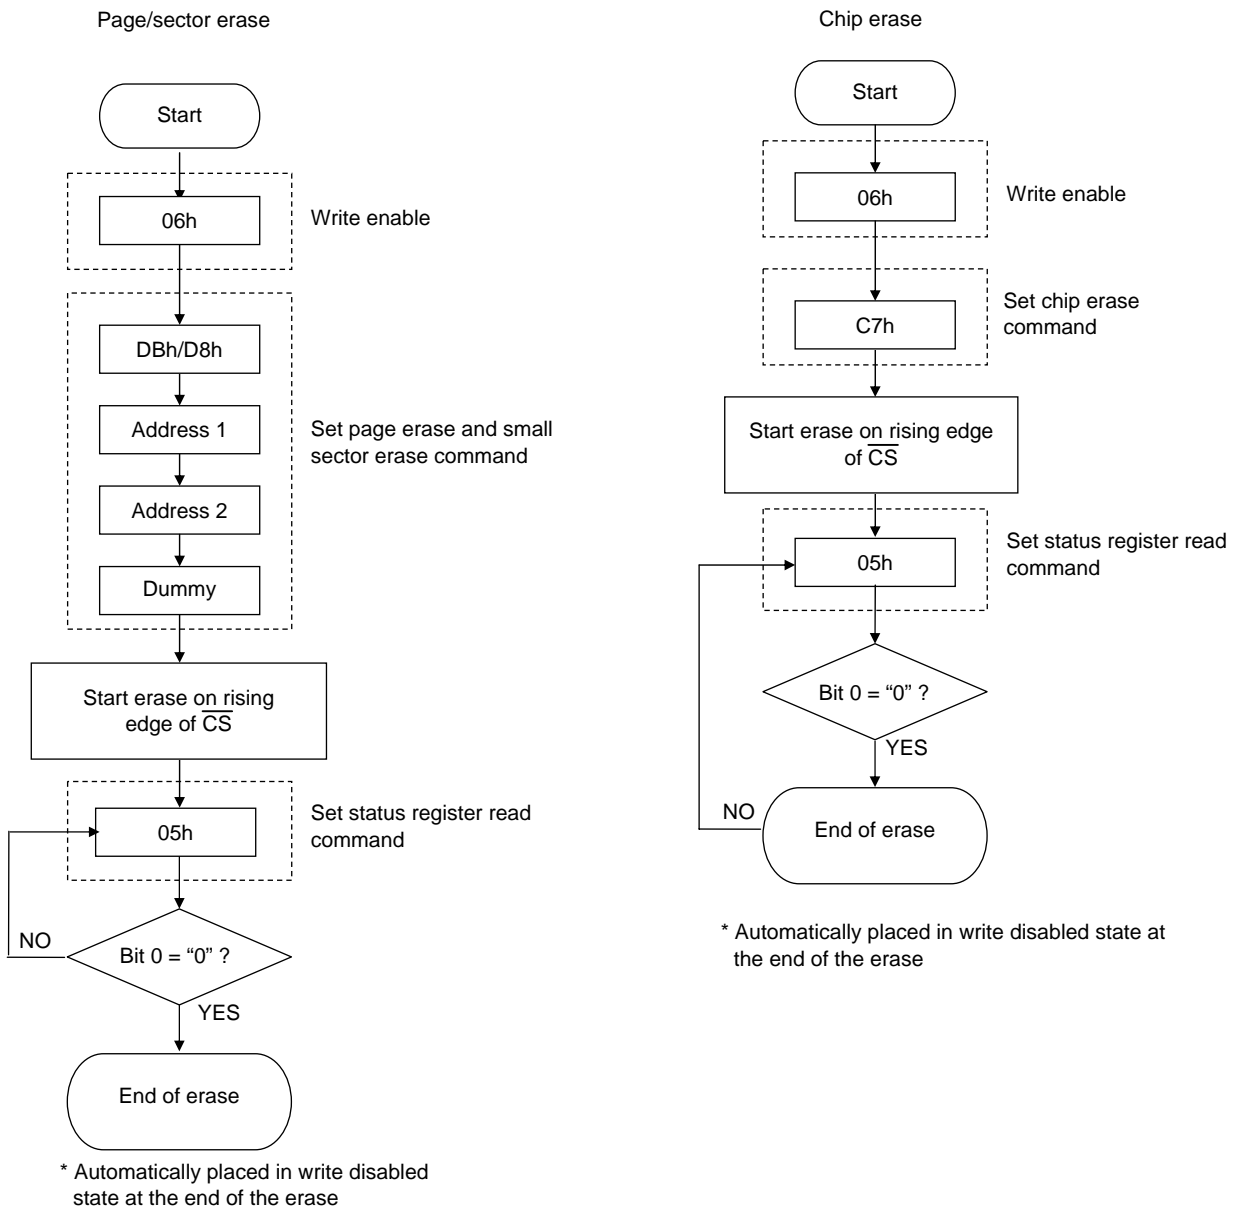 Page/sector erase
Start
06h
Write enable
DBh/D8h
Address 1
Address 2
Dummy
Set page erase and small
sector erase command
Start erase on rising
edge of CS
05h
Set status register read
command
NO
Bit 0 = “0” ?
YES
End of erase
* Automatically placed in write disabled
state at the end of the erase
Chip erase
Start
06h
Write enable
C7h
Set chip erase
command
Start erase on rising edge
of CS
05h
Set status register read
command
Bit 0 = “0” ?
YES
NO
End of erase
* Automatically placed in write disabled state at
the end of the erase